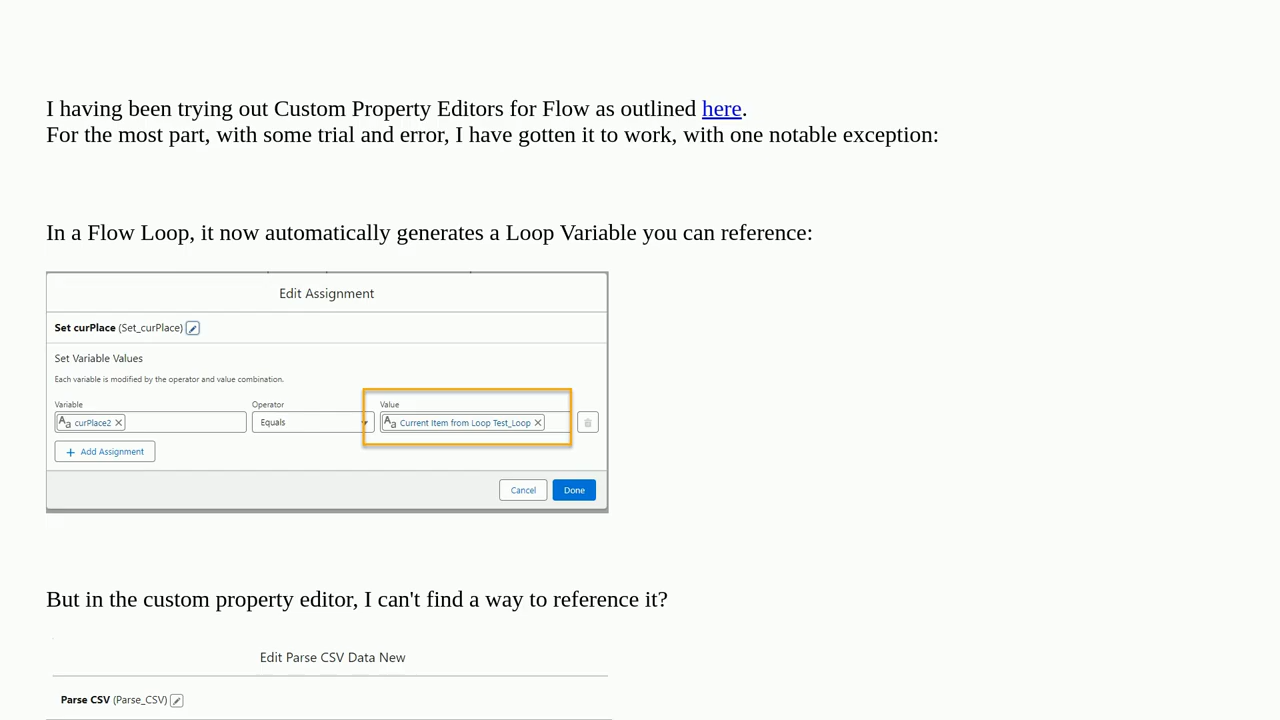 I having been trying out Custom Property Editors for Flow as outlined here.
For the most part, with some trial and error, I have gotten it to work, with one notable exception:
In a Flow Loop, it now automatically generates a Loop Variable you can reference:
Edit Assignment
Set curPlace (Set_curPlace)
Set Variable Values
Each variable is modified by the operator and value combination.
Variable Operator Value
Aa curPlace2 × Equals Aa Current Item from Loop Test_Loop ×
+ Add Assignment
Cancel Done
But in the custom property editor, I can't find a way to reference it?
Edit Parse CSV Data New
Parse CSV (Parse_CSV)